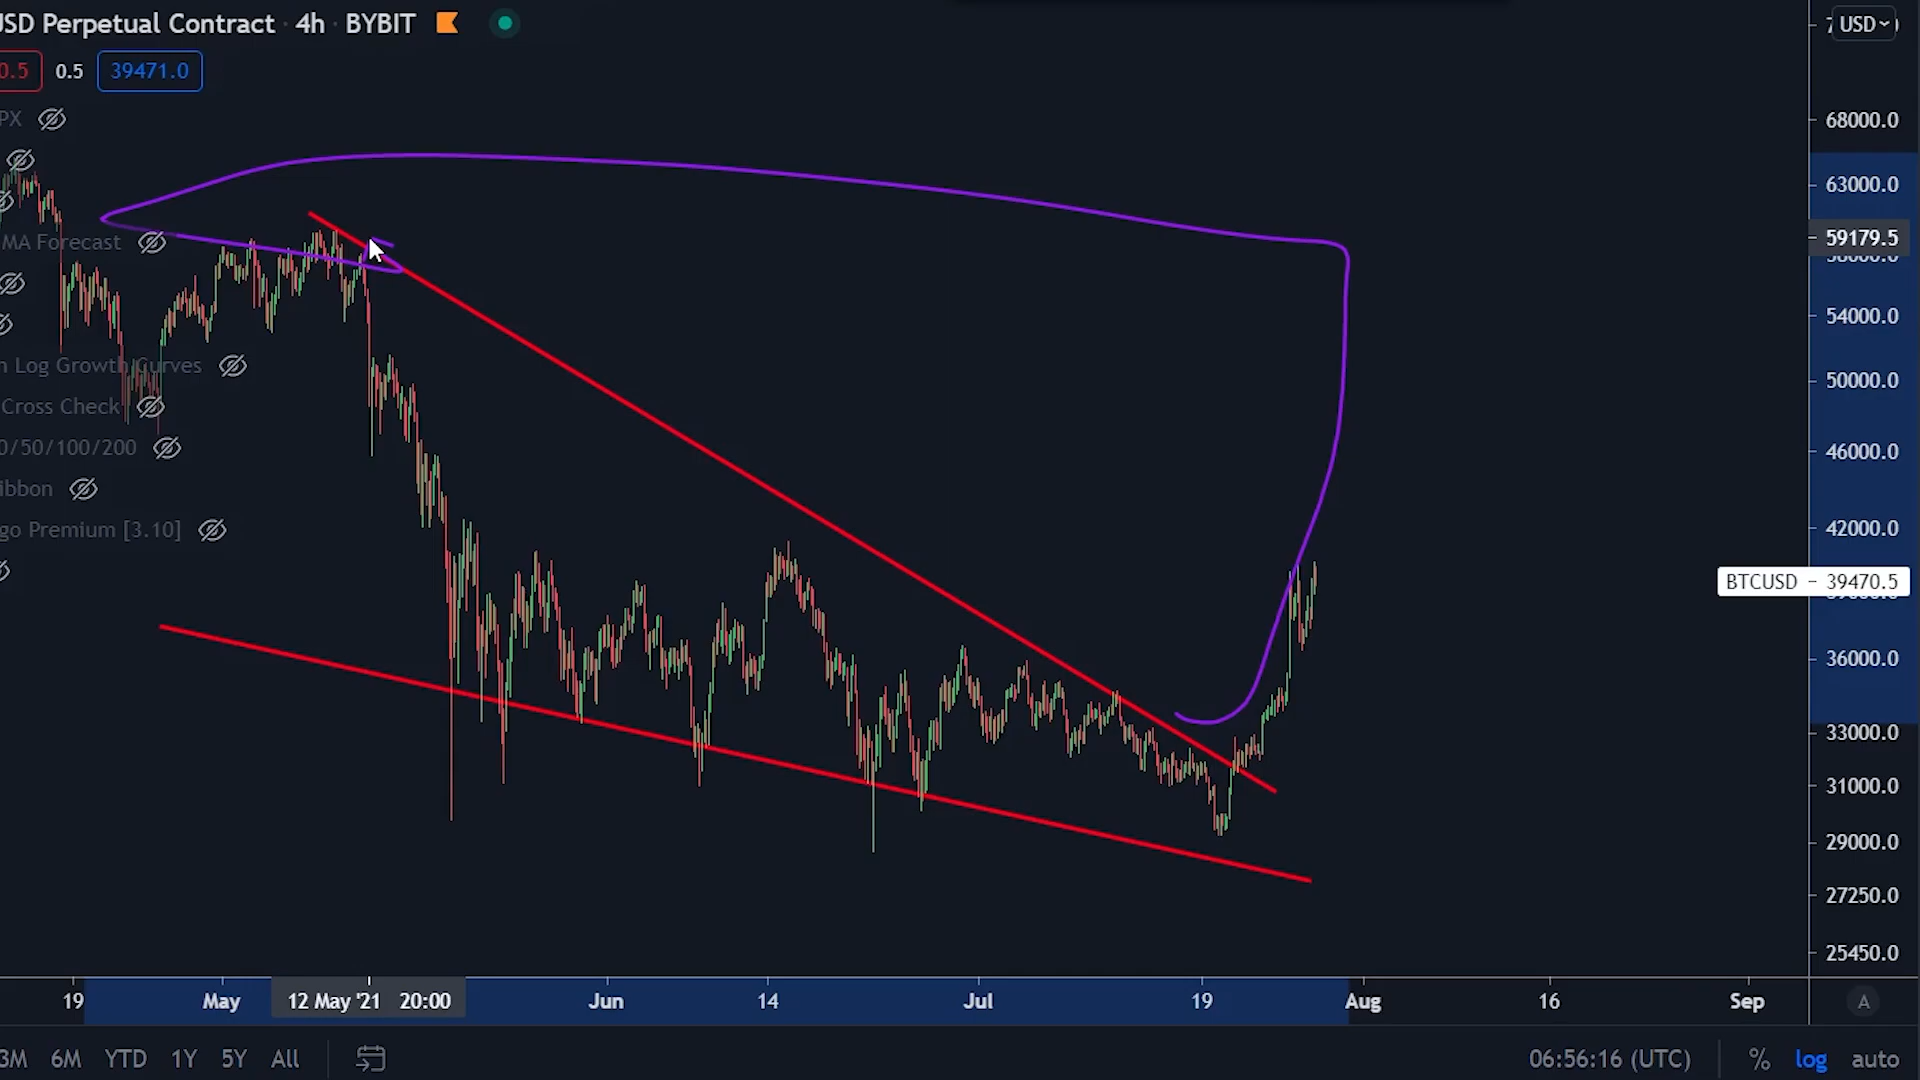 USD Perpetual Contract · 4h · BYBIT
0.5 0.5 39471.0
PX
MA Forecast
n Log Growth Curves
Cross Check
0/50/100/200
ibbon
go Premium [3.10]
USD
68000.0
63000.0
59179.5
54000.0
50000.0
46000.0
42000.0
BTCUSD - 39470.5
36000.0
33000.0
31000.0
29000.0
27250.0
25450.0
19 May 12 May '21 20:00 Jun 14 Jul 19 Aug 16 Sep A
3M 6M YTD 1Y 5Y All 06:56:16 (UTC) % log auto